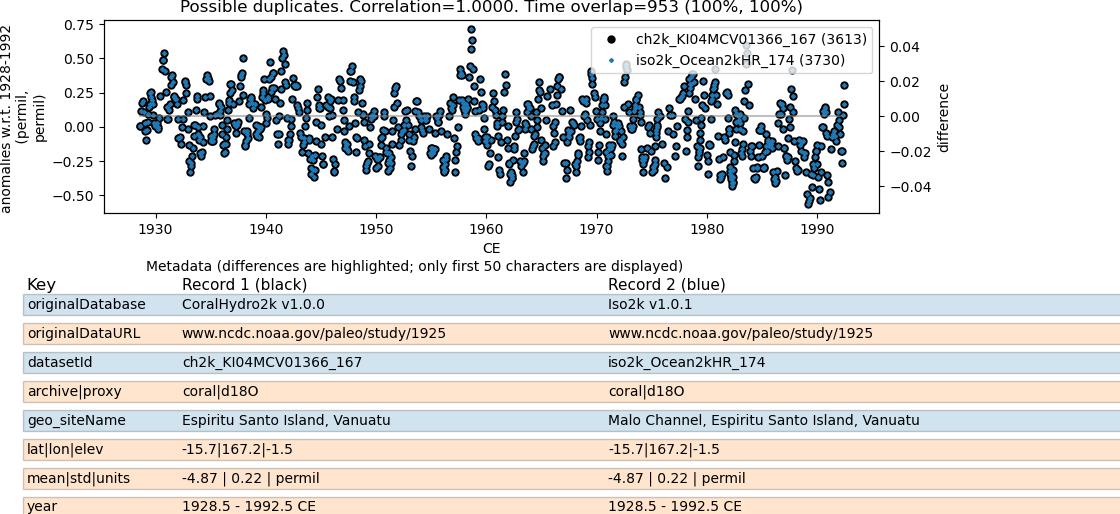 Possible duplicates. Correlation=1.0000. Time overlap=953 (100%, 100%)
anomalies w.r.t. 1928-1992
(permil,
permil)
0.75
0.50
0.25
0.00
−0.25
−0.50
ch2k_KI04MCV01366_167 (3613)
iso2k_Ocean2kHR_174 (3730)
0.04
0.02
0.00
−0.02
−0.04
difference
1930 1940 1950 1960 1970 1980 1990
CE
Metadata (differences are highlighted; only first 50 characters are displayed)
Key Record 1 (black) Record 2 (blue)
originalDatabase CoralHydro2k v1.0.0 Iso2k v1.0.1
originalDataURL www.ncdc.noaa.gov/paleo/study/1925 www.ncdc.noaa.gov/paleo/study/1925
datasetId ch2k_KI04MCV01366_167 iso2k_Ocean2kHR_174
archive|proxy coral|d18O coral|d18O
geo_siteName Espiritu Santo Island, Vanuatu Malo Channel, Espiritu Santo Island, Vanuatu
lat|lon|elev -15.7|167.2|-1.5 -15.7|167.2|-1.5
mean|std|units -4.87 | 0.22 | permil -4.87 | 0.22 | permil
year 1928.5 - 1992.5 CE 1928.5 - 1992.5 CE